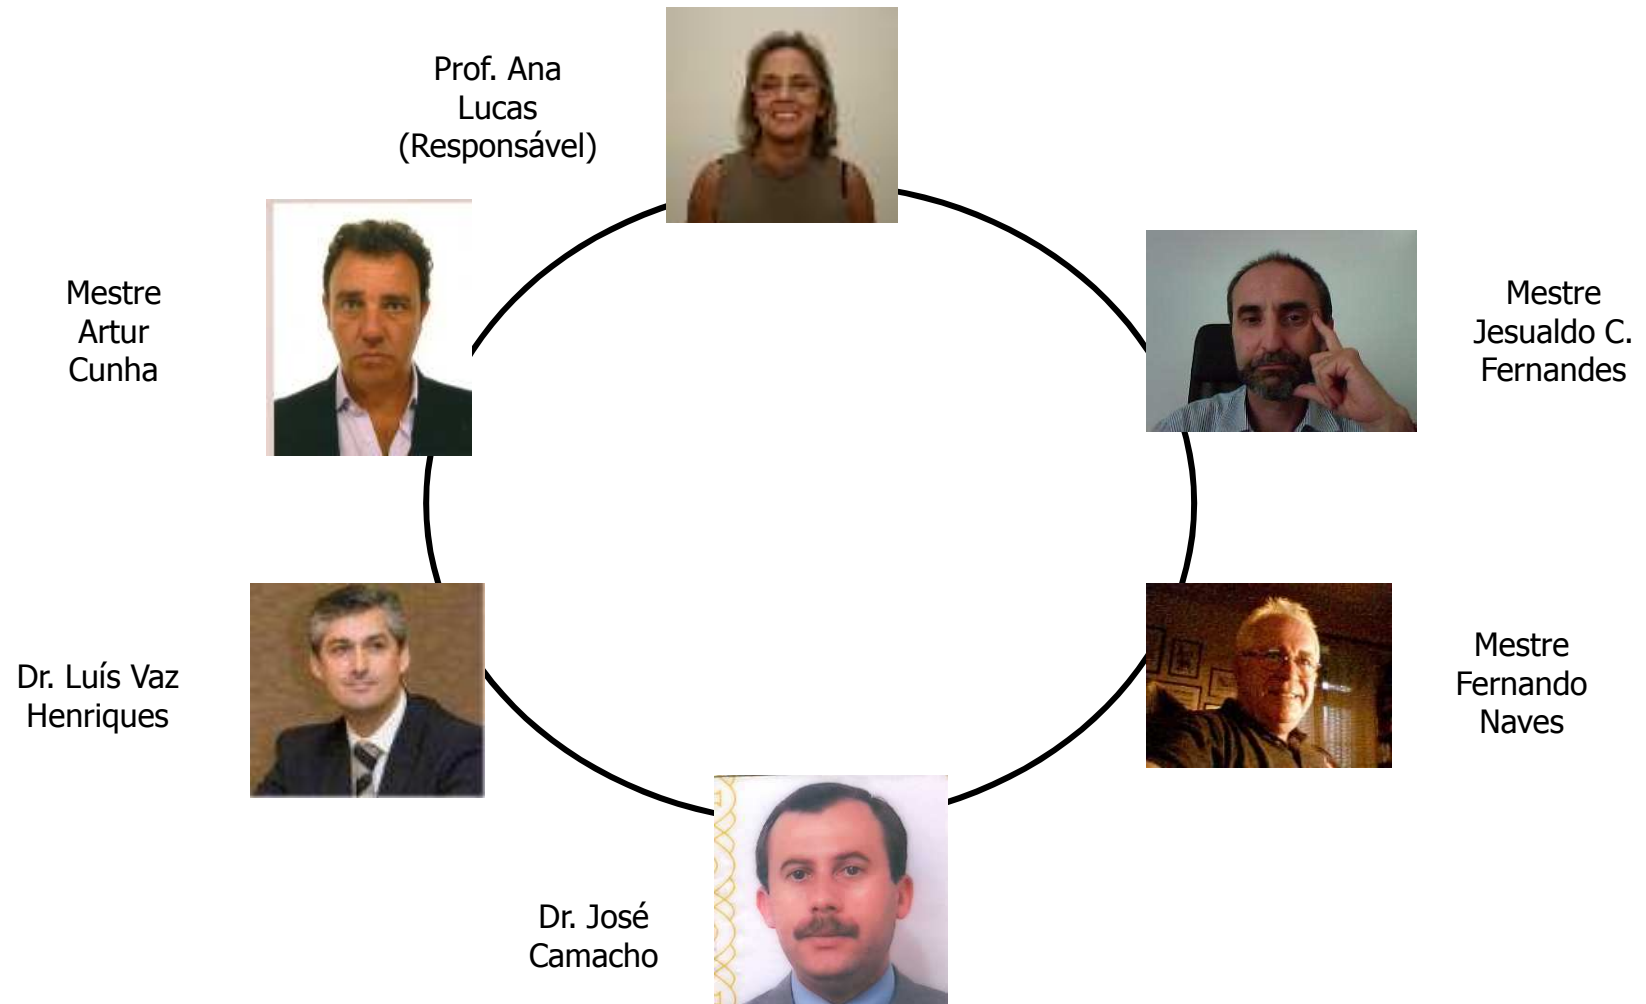 Prof. Ana
Lucas
(Responsável)
Mestre
Artur
Cunha
Mestre
Jesualdo C.
Fernandes
Dr. Luís Vaz
Henriques
Mestre
Fernando
Naves
Dr. José
Camacho